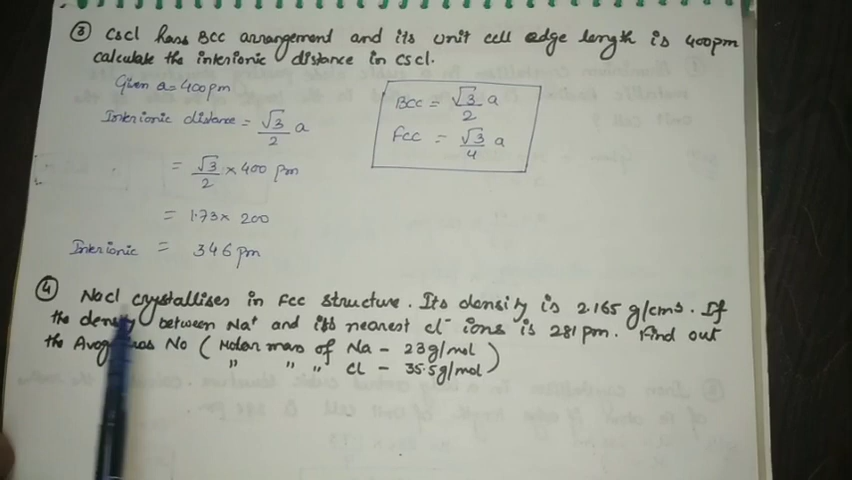 ③ CsCl has BCC arrangement and its unit cell edge length is 400pm
calculate the interionic distance in CsCl.
Given a=400pm
Interionic distance = √3/2 a
= √3/2 × 400 pm
= 1.73 × 200
Interionic = 346 pm
BCC = √3/2 a
FCC = √3/4 a
④ NaCl crystallises in FCC structure. Its density is 2.165 g/cm3. If
the density between Na+ and its nearest Cl- ions is 281 pm. Find out
the No (Molar mass of Na - 23g/mol)
" " " Cl - 35.5g/mol)